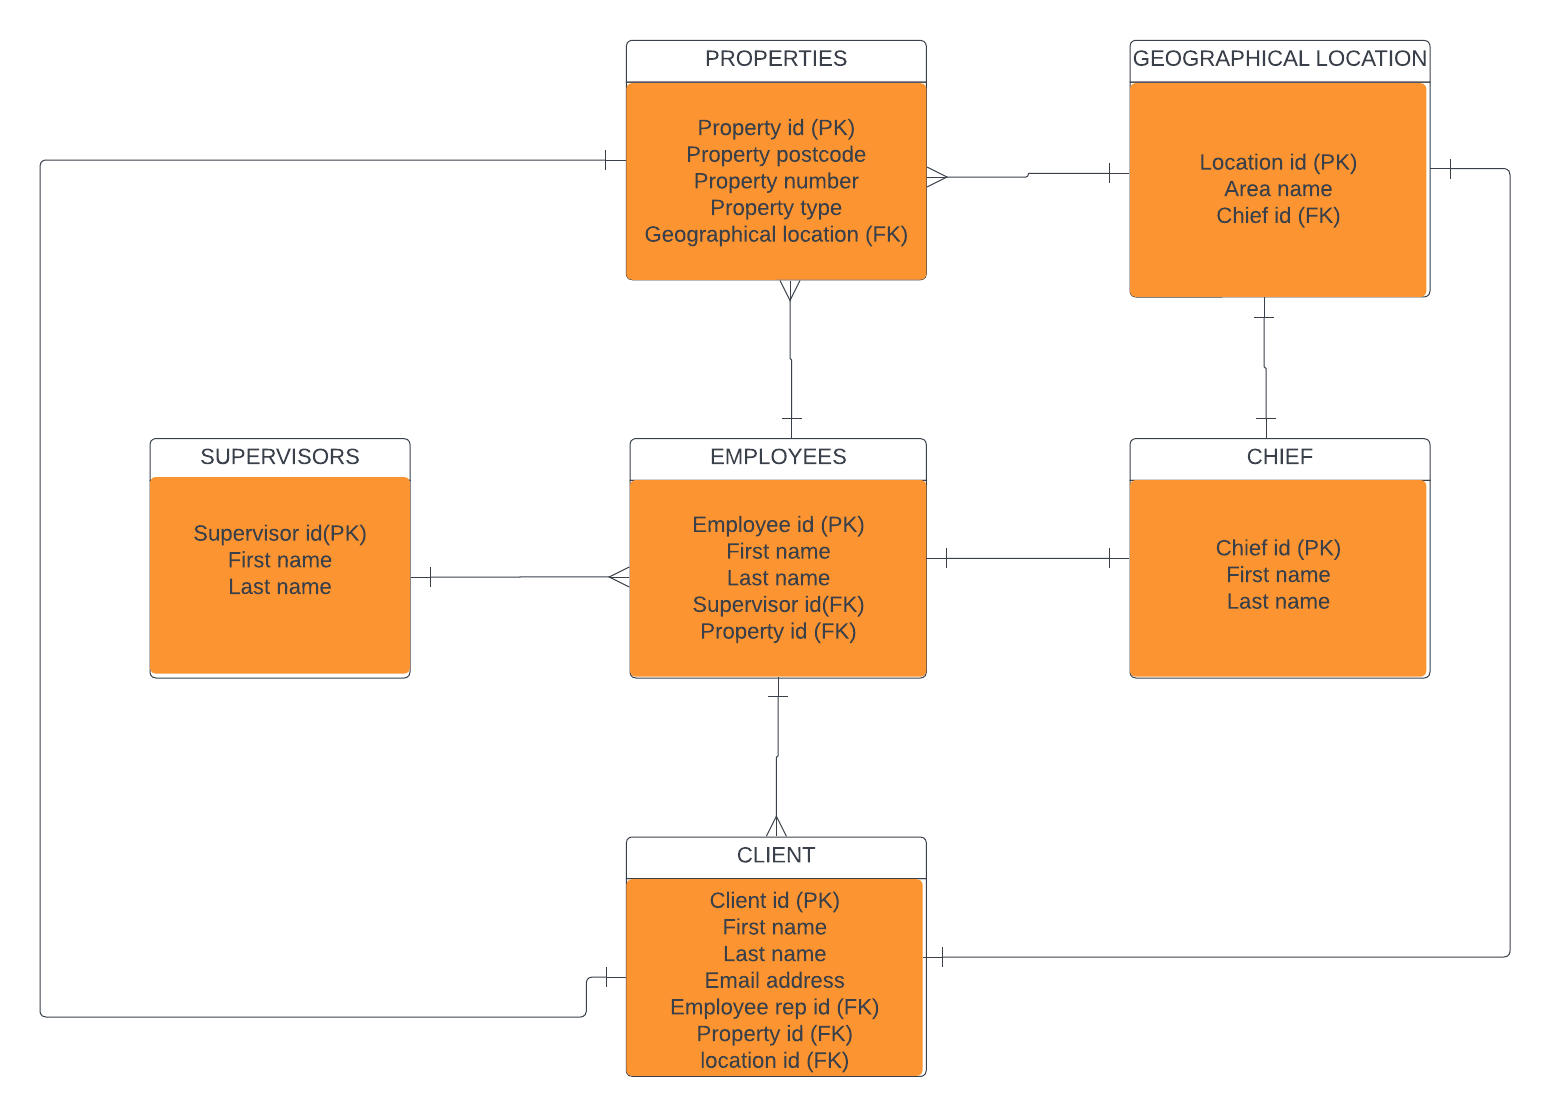 PROPERTIES
Property id (PK)
Property postcode
Property number
Property type
Geographical location (FK)
GEOGRAPHICAL LOCATION
Location id (PK)
Area name
Chief id (FK)
SUPERVISORS
Supervisor id(PK)
First name
Last name
EMPLOYEES
Employee id (PK)
First name
Last name
Supervisor id(FK)
Property id (FK)
CHIEF
Chief id (PK)
First name
Last name
CLIENT
Client id (PK)
First name
Last name
Email address
Employee rep id (FK)
Property id (FK)
location id (FK)